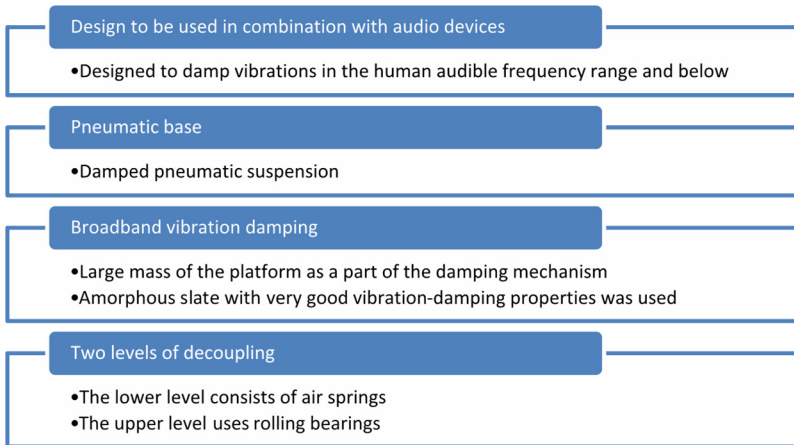 Design to be used in combination with audio devices
•Designed to damp vibrations in the human audible frequency range and below
Pneumatic base
•Damped pneumatic suspension
Broadband vibration damping
•Large mass of the platform as a part of the damping mechanism
•Amorphous slate with very good vibration-damping properties was used
Two levels of decoupling
•The lower level consists of air springs
•The upper level uses rolling bearings